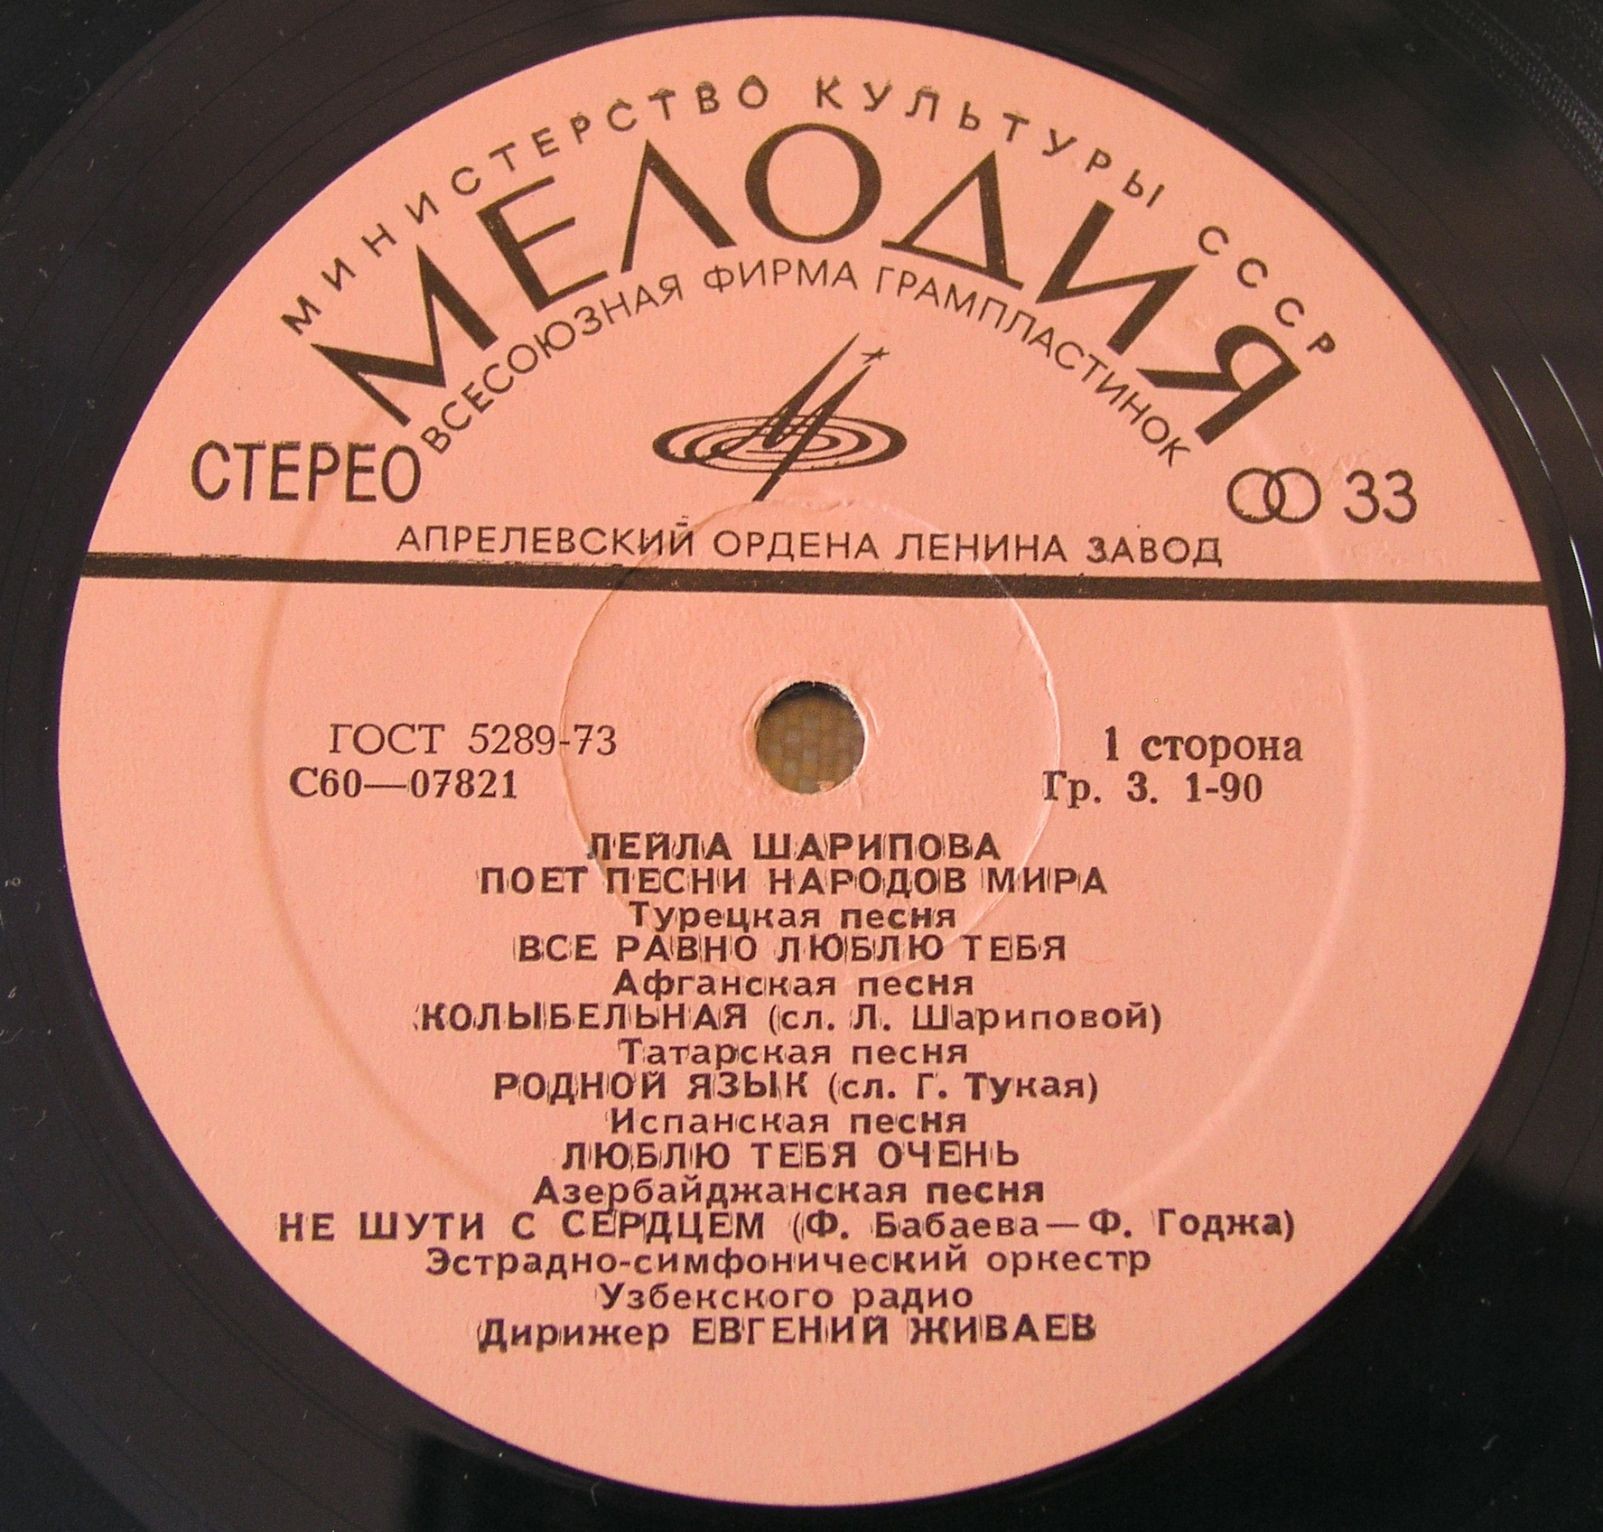 МИНИСТЕРСТВО КУЛЬТУРЫ СССР
МЕЛОДИЯ
ВСЕСОЮЗНАЯ ФИРМА ГРАМПЛАСТИНОК
СТЕРЕО
33
АПРЕЛЕВСКИЙ ОРДЕНА ЛЕНИНА ЗАВОД
ГОСТ 5289-73
1 сторона
С60—07821
Гр. 3. 1-90
ЛЕЙЛА ШАРИПОВА
ПОЕТ ПЕСНИ НАРОДОВ МИРА
Турецкая песня
ВСЕ РАВНО ЛЮБЛЮ ТЕБЯ
Афганская песня
КОЛЫБЕЛЬНАЯ (сл. Л. Шариповой)
Татарская песня
РОДНОЙ ЯЗЫК (сл. Г. Тукая)
Испанская песня
ЛЮБЛЮ ТЕБЯ ОЧЕНЬ
Азербайджанская песня
НЕ ШУТИ С СЕРДЦЕМ (Ф. Бабаева—Ф. Годжа)
Эстрадно-симфонический оркестр
Узбекского радио
Дирижер ЕВГЕНИЙ ЖИВАЕВ